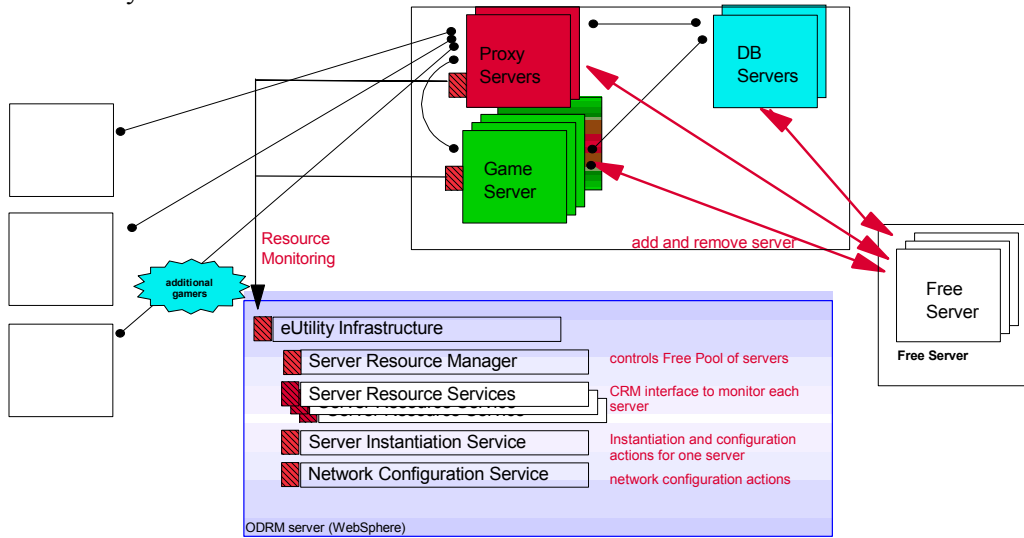 Proxy
Servers
DB
Servers
Game
Server
Resource
Monitoring
add and remove server
additional
gamers
Free
Server
Free Server
eUtility Infrastructure
Server Resource Manager
controls Free Pool of servers
Server Resource Services
CRM interface to monitor each
server
Server Instantiation Service
Instantiation and configuration
actions for one server
Network Configuration Service
network configuration actions
ODRM server (WebSphere)